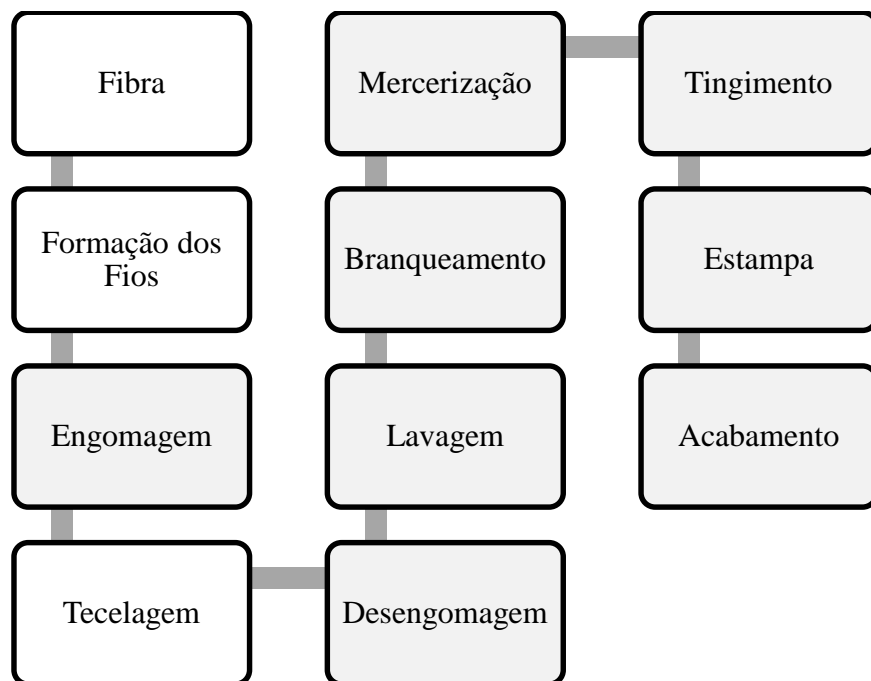 Fibra
Formação dos
Fios
Engomagem
Tecelagem
Desengomagem
Lavagem
Branqueamento
Mercerização
Tingimento
Estampa
Acabamento